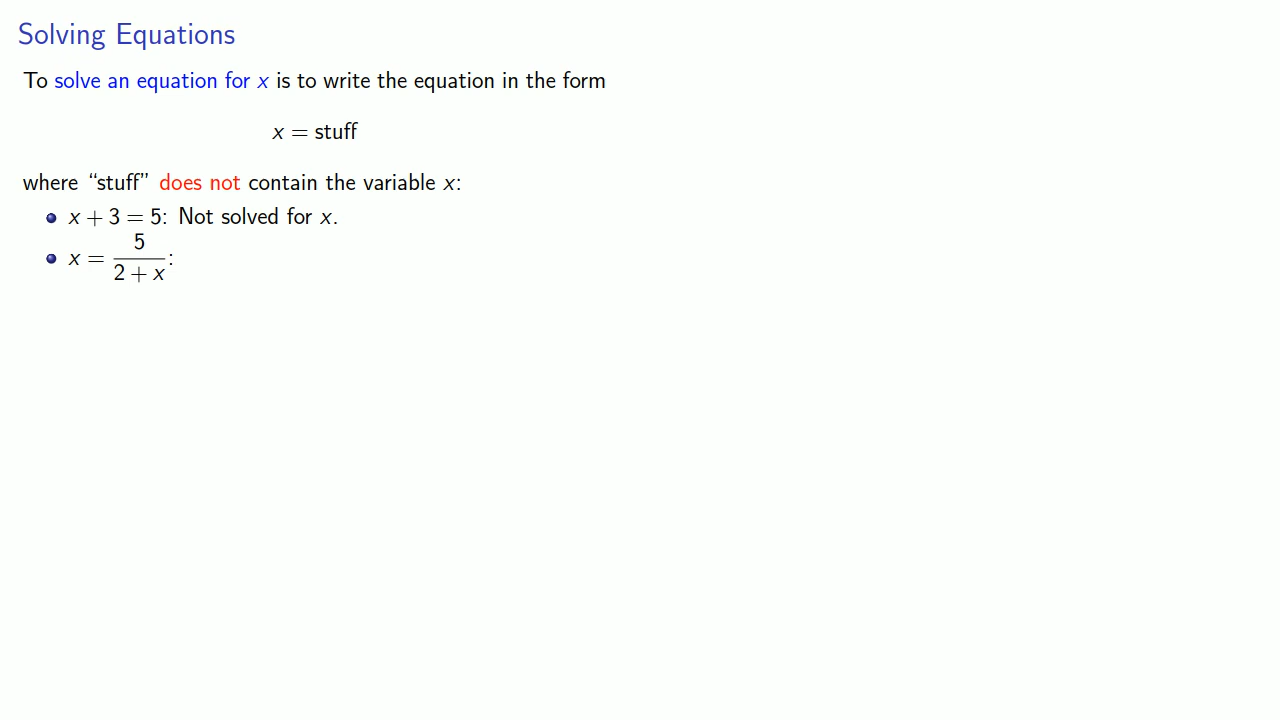 Solving Equations
To solve an equation for x is to write the equation in the form
x = stuff
where “stuff” does not contain the variable x:
x + 3 = 5: Not solved for x.
x = 5/(2 + x):